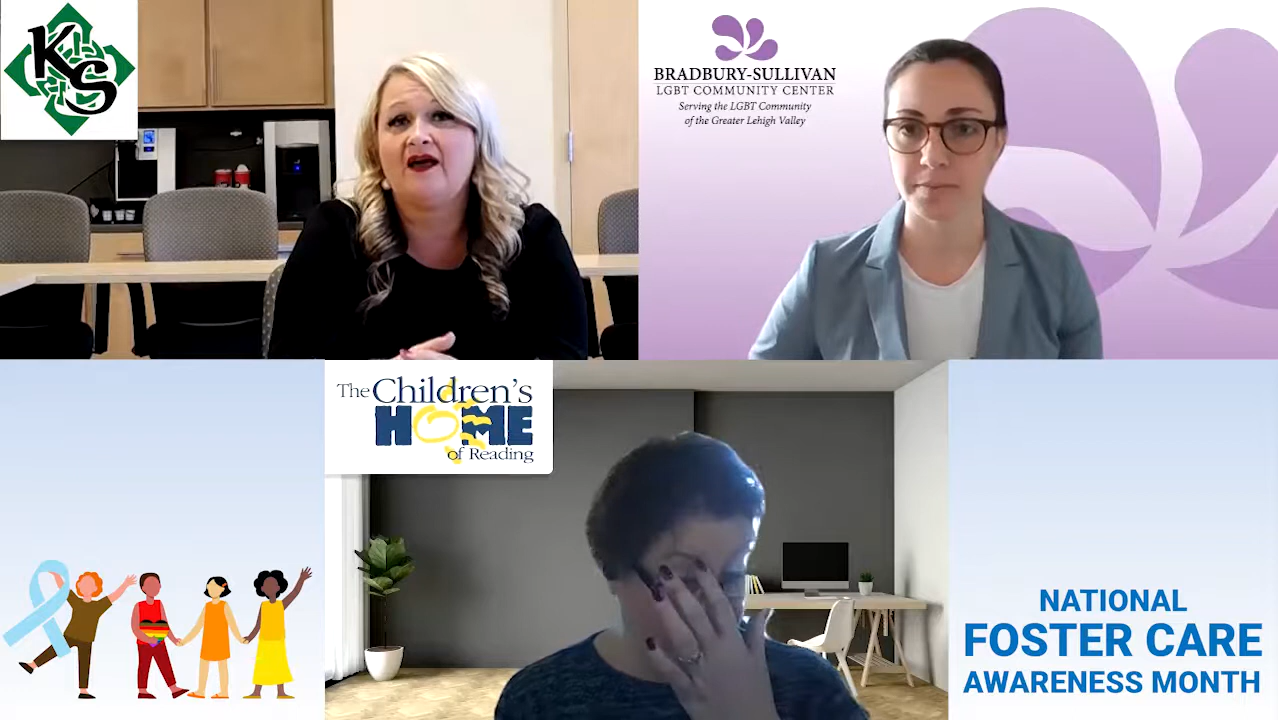 KS
BRADBURY-SULLIVAN
LGBT COMMUNITY CENTER
Serving the LGBT Community
of the Greater Lehigh Valley
The Children's
HOME
of Reading
NATIONAL
FOSTER CARE
AWARENESS MONTH